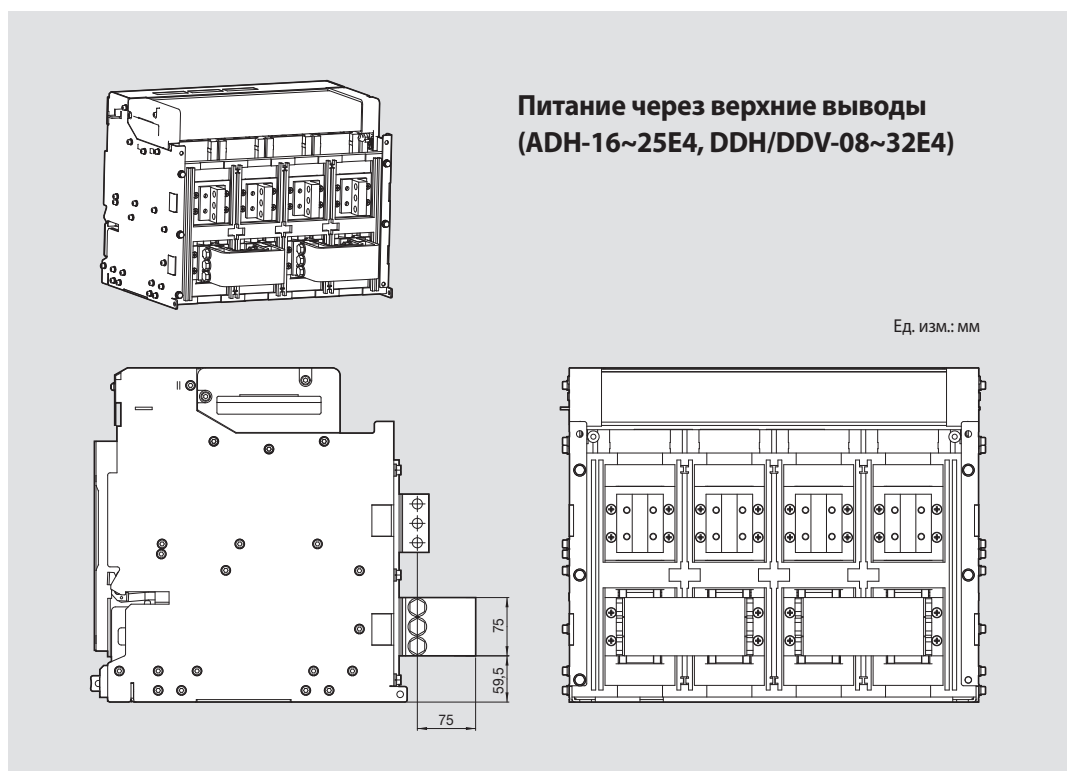 Питание через верхние выводы
(ADH-16~25E4, DDH/DDV-08~32E4)
Ед. изм.: мм
75
59,5
75